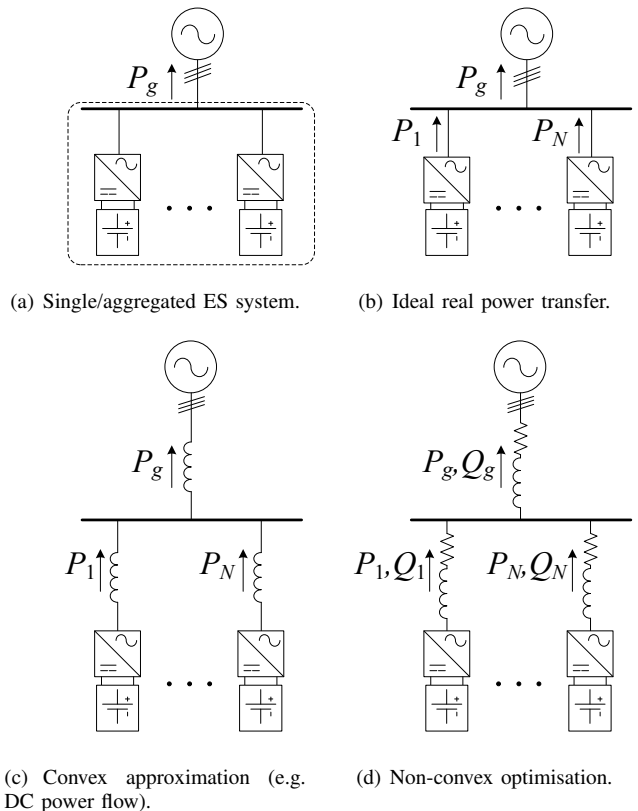 P_g
(a) Single/aggregated ES system.
P_g
P_1
P_N
(b) Ideal real power transfer.
P_g
P_1
P_N
(c) Convex approximation (e.g.
DC power flow).
P_g, Q_g
P_1, Q_1
P_N, Q_N
(d) Non-convex optimisation.